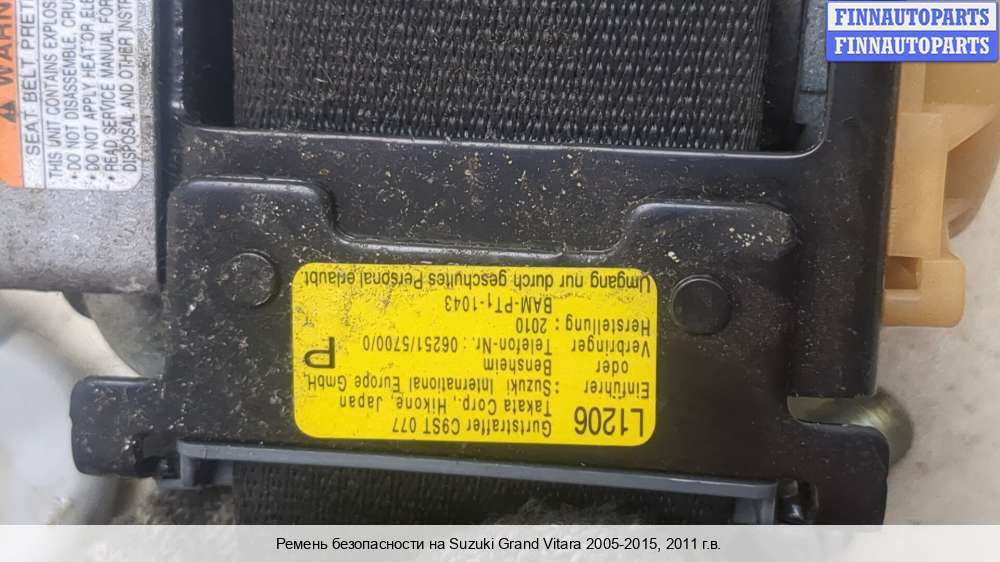 FINNAUTOPARTS
FINNAUTOPARTS
WARN
SEAT BELT PRET
THIS UNIT CONTAINS EXPLOS
• DO NOT DISASSEMBLE, CRU
• DO NOT APPLY HEAT OR ELE
• READ SERVICE MANUAL FOR
DISPOSAL AND OTHER INSTR
L1206
Gurtstraffer C9ST 077
Takata Corp., Hikone, Japan
Einführer : Suzuki International Europe GmbH,
oder Bensheim
Verbringer Telefon-Nr.: 06251/5700/0
Herstellung : 2010
P
BAM-PT1-1043
Umgang nur durch geschultes Personal erlaubt.
Ремень безопасности на Suzuki Grand Vitara 2005-2015, 2011 г.в.